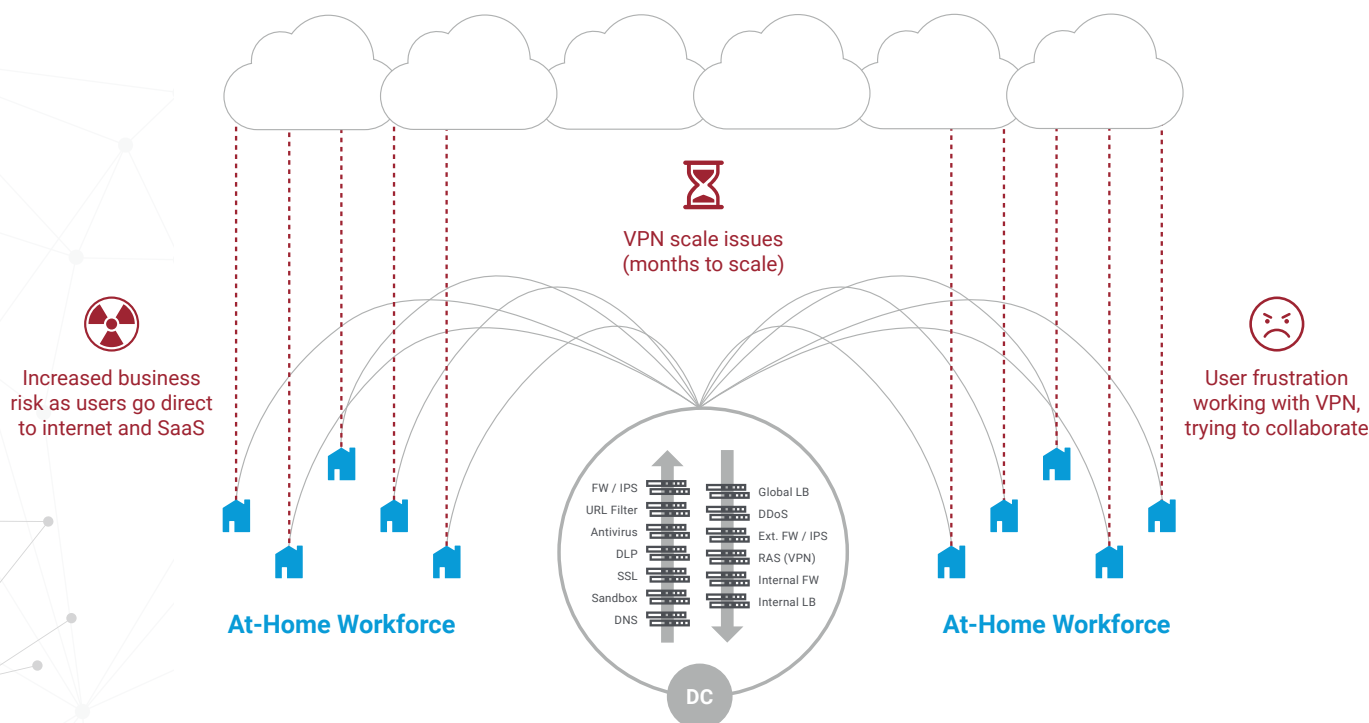 VPN scale issues
(months to scale)
Increased business
risk as users go direct
to internet and SaaS
User frustration
working with VPN,
trying to collaborate
FW / IPS
URL Filter
Antivirus
DLP
SSL
Sandbox
DNS
Global LB
DDoS
Ext. FW / IPS
RAS (VPN)
Internal FW
Internal LB
At-Home Workforce
At-Home Workforce
DC